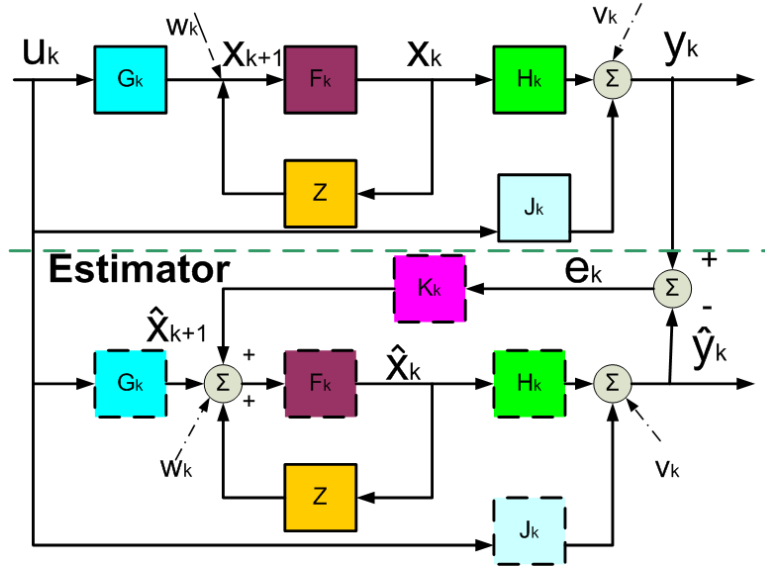 wₖ
vₖ
uₖ
xₖ₊₁
xₖ
yₖ
Gₖ
Fₖ
Hₖ
Σ
Z
Jₖ
Estimator
Kₖ
eₖ
Σ
+
-
x̂ₖ₊₁
x̂ₖ
ŷₖ
Gₖ
Σ
+
+
Fₖ
Hₖ
Σ
wₖ
vₖ
Z
Jₖ